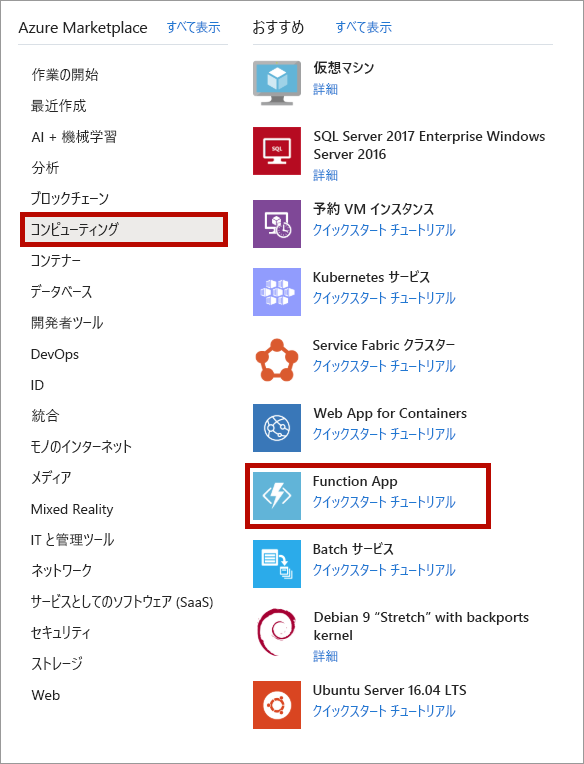 Azure Marketplace すべて表示
作業の開始
最近作成
AI + 機械学習
分析
ブロックチェーン
コンピューティング
コンテナー
データベース
開発者ツール
DevOps
ID
統合
モノのインターネット
メディア
Mixed Reality
IT と管理ツール
ネットワーク
サービスとしてのソフトウェア (SaaS)
セキュリティ
ストレージ
Web
おすすめ すべて表示
仮想マシン
詳細
SQL
SQL Server 2017 Enterprise Windows
Server 2016
詳細
予約 VM インスタンス
クイックスタート チュートリアル
Kubernetes サービス
クイックスタート チュートリアル
Service Fabric クラスター
クイックスタート チュートリアル
Web App for Containers
クイックスタート チュートリアル
Function App
クイックスタート チュートリアル
Batch サービス
クイックスタート チュートリアル
Debian 9 “Stretch” with backports
kernel
詳細
Ubuntu Server 16.04 LTS
クイックスタート チュートリアル